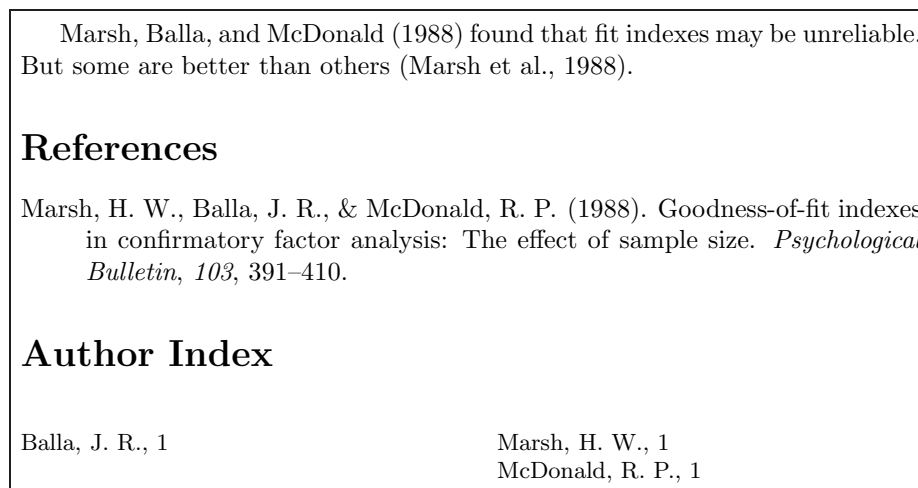 Marsh, Balla, and McDonald (1988) found that fit indexes may be unreliable.
But some are better than others (Marsh et al., 1988).
References
Marsh, H. W., Balla, J. R., & McDonald, R. P. (1988). Goodness-of-fit indexes
in confirmatory factor analysis: The effect of sample size. Psychological
Bulletin, 103, 391–410.
Author Index
Balla, J. R., 1
Marsh, H. W., 1
McDonald, R. P., 1